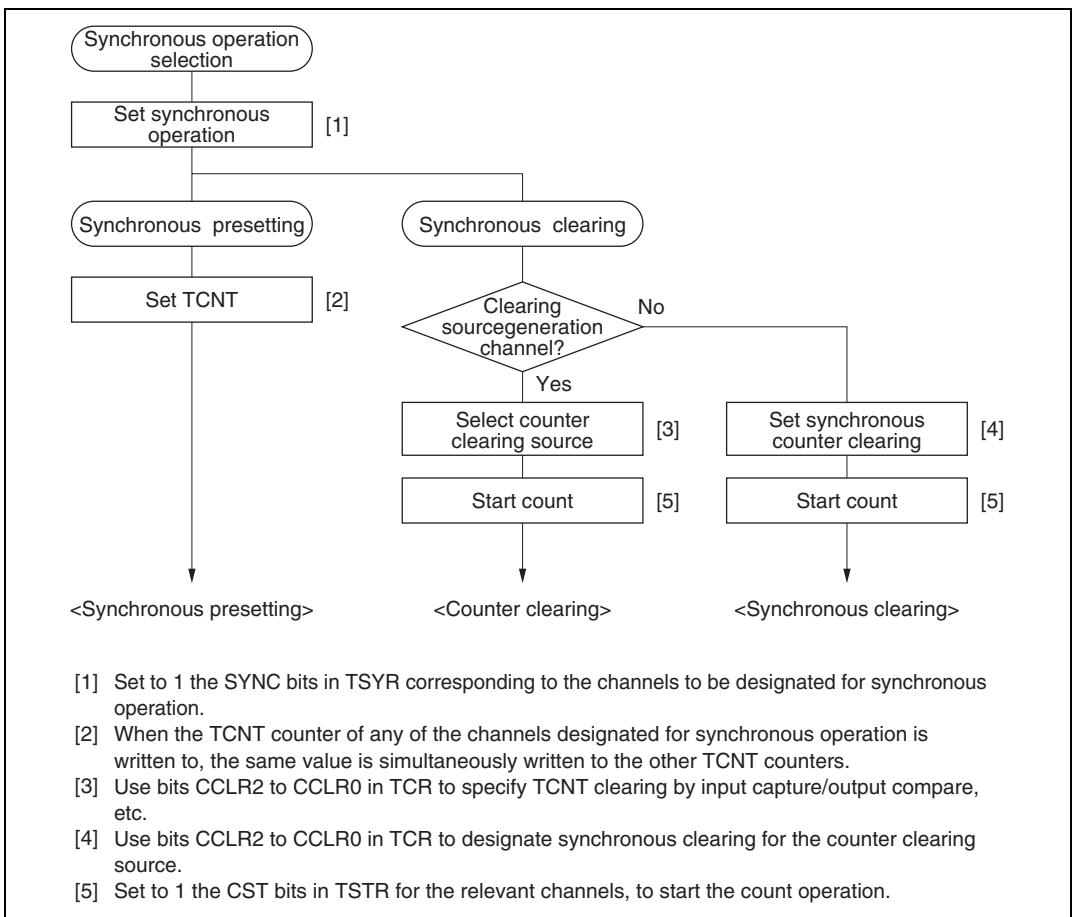 Synchronous operation
selection
Set synchronous
operation
[1]
Synchronous presetting
Synchronous clearing
Set TCNT
[2]
Clearing
sourcegeneration
channel?
No
Yes
Select counter
clearing source
[3]
Set synchronous
counter clearing
[4]
Start count
[5]
Start count
[5]
<Synchronous presetting>
<Counter clearing>
<Synchronous clearing>
[1] Set to 1 the SYNC bits in TSYR corresponding to the channels to be designated for synchronous
operation.
[2] When the TCNT counter of any of the channels designated for synchronous operation is
written to, the same value is simultaneously written to the other TCNT counters.
[3] Use bits CCLR2 to CCLR0 in TCR to specify TCNT clearing by input capture/output compare,
etc.
[4] Use bits CCLR2 to CCLR0 in TCR to designate synchronous clearing for the counter clearing
source.
[5] Set to 1 the CST bits in TSTR for the relevant channels, to start the count operation.